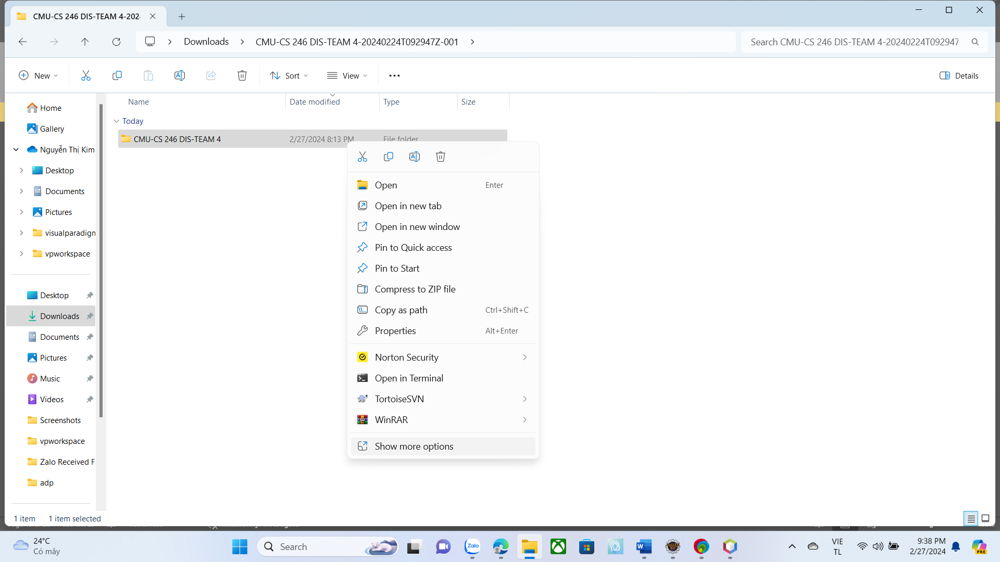 CMU-CS 246 DIS-TEAM 4-202
Downloads
CMU-CS 246 DIS-TEAM 4-20240224T092947Z-001
Search CMU-CS 246 DIS-TEAM 4-20240224T092947
New
Sort
View
Details
Name
Date modified
Type
Size
Today
CMU-CS 246 DIS-TEAM 4
2/27/2024 8:13 PM
File folder
Home
Gallery
Nguyễn Thị Kim
Desktop
Documents
Pictures
visualparadign
vpworkspace
Desktop
Downloads
Documents
Pictures
Music
Videos
Screenshots
vpworkspace
Zalo Received F
adp
Open Enter
Open in new tab
Open in new window
Pin to Quick access
Pin to Start
Compress to ZIP file
Copy as path Ctrl+Shift+C
Properties Alt+Enter
Norton Security
Open in Terminal
TortoiseSVN
WinRAR
Show more options
1 item
1 item selected
24°C
Có mây
Search
Zalo
W
PRE
VIE
TL
9:38 PM
2/27/2024